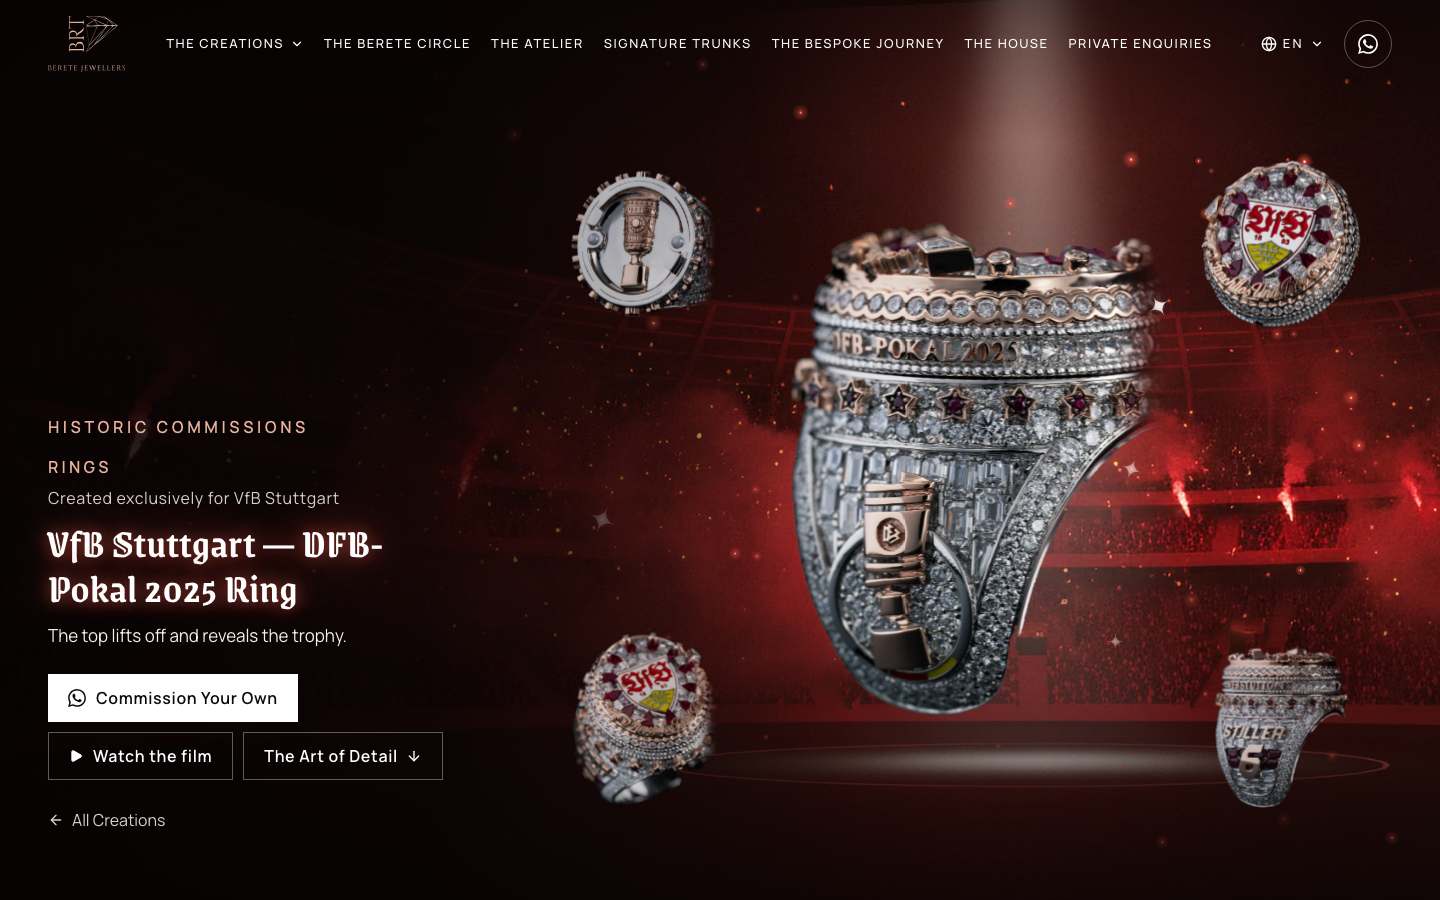 BRT
BERETE JEWELLERS
THE CREATIONS
THE BERETE CIRCLE
THE ATELIER
SIGNATURE TRUNKS
THE BESPOKE JOURNEY
THE HOUSE
PRIVATE ENQUIRIES
EN
VfB
DFB-POKAL 2025
HISTORIC COMMISSIONS
RINGS
Created exclusively for VfB Stuttgart
VfB Stuttgart — DFB-
Pokal 2025 Ring
The top lifts off and reveals the trophy.
Commission Your Own
Watch the film
The Art of Detail
All Creations
VfB
STILLER
6